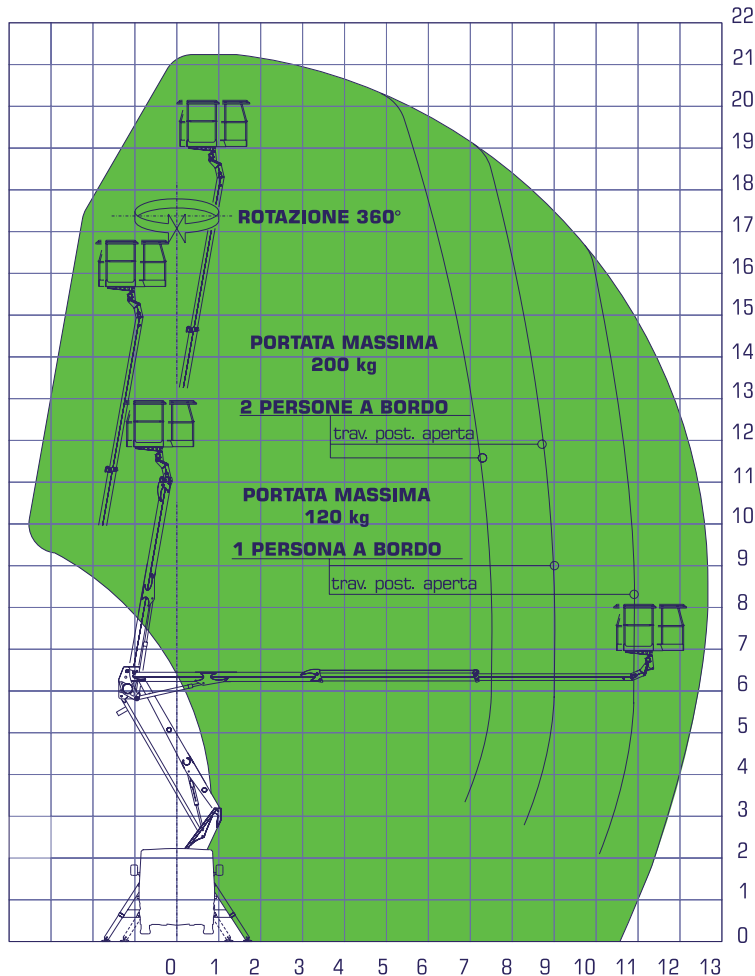 22
21
20
19
18
ROTAZIONE 360°
17
16
15
PORTATA MASSIMA
14
200 kg
13
2 PERSONE A BORDO
12
trav. post. aperta
11
PORTATA MASSIMA
120 kg
10
1 PERSONA A BORDO
9
trav. post. aperta
8
7
6
5
4
3
2
1
0
0 1 2 3 4 5 6 7 8 9 10 11 12 13